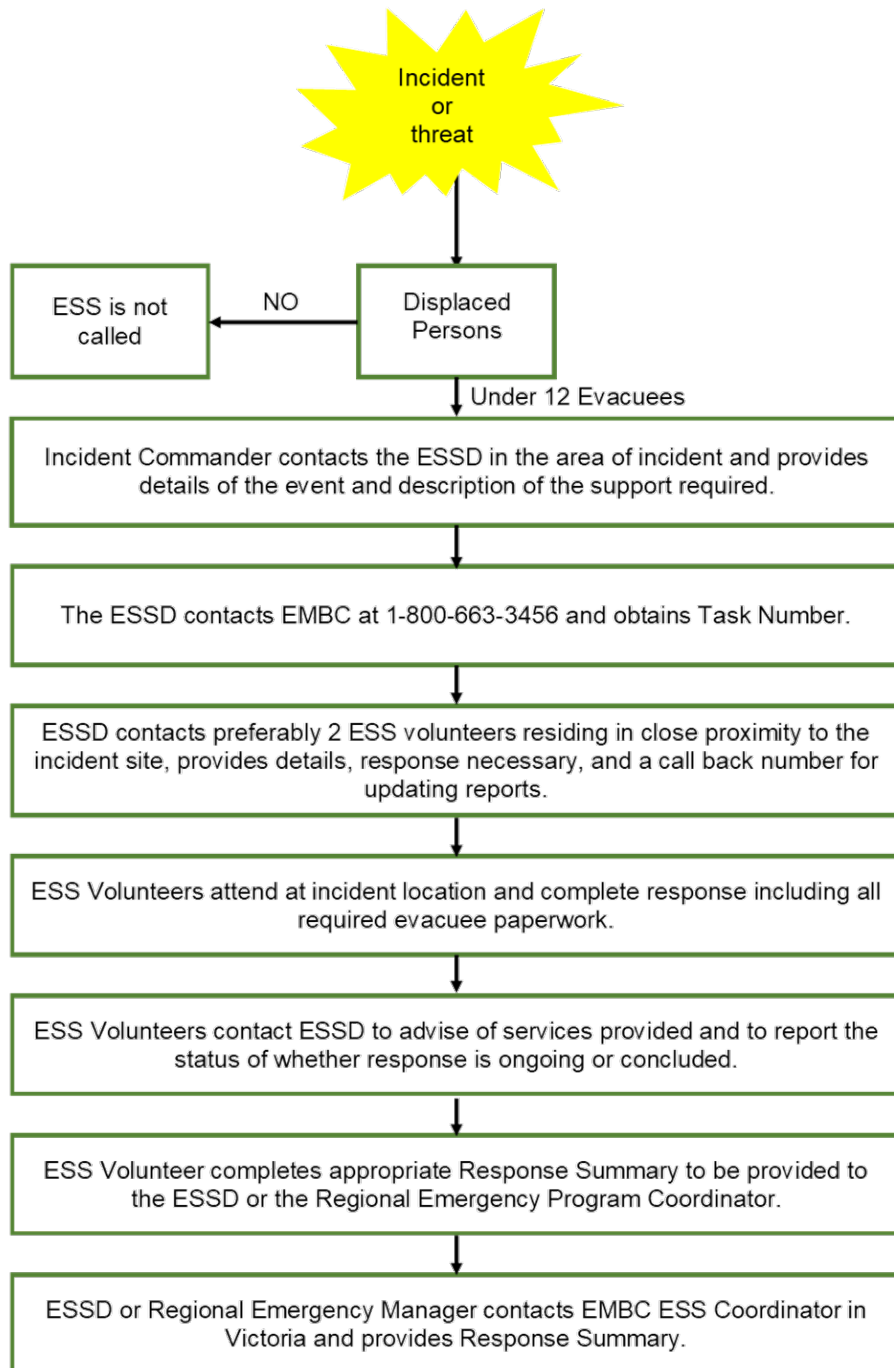 Incident
or
threat
ESS is not
called
NO
Displaced
Persons
Under 12 Evacuees
Incident Commander contacts the ESSD in the area of incident and provides
details of the event and description of the support required.
The ESSD contacts EMBC at 1-800-663-3456 and obtains Task Number.
ESSD contacts preferably 2 ESS volunteers residing in close proximity to the
incident site, provides details, response necessary, and a call back number for
updating reports.
ESS Volunteers attend at incident location and complete response including all
required evacuee paperwork.
ESS Volunteers contact ESSD to advise of services provided and to report the
status of whether response is ongoing or concluded.
ESS Volunteer completes appropriate Response Summary to be provided to
the ESSD or the Regional Emergency Program Coordinator.
ESSD or Regional Emergency Manager contacts EMBC ESS Coordinator in
Victoria and provides Response Summary.